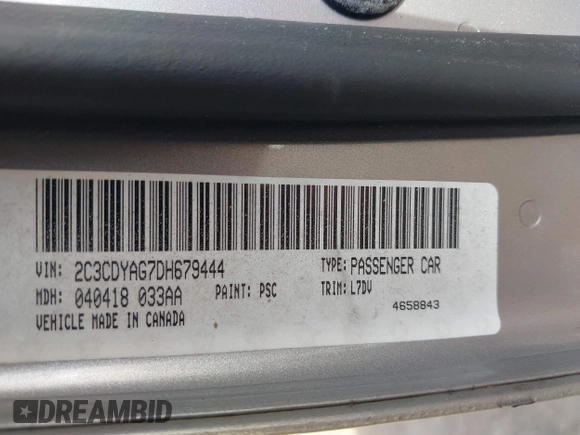 VIN: 2C3CDYAG7DH679444 TYPE: PASSENGER CAR
MDH: 040418 033AA PAINT: PSC TRIM: L7DV
VEHICLE MADE IN CANADA 4658843
DREAMBID